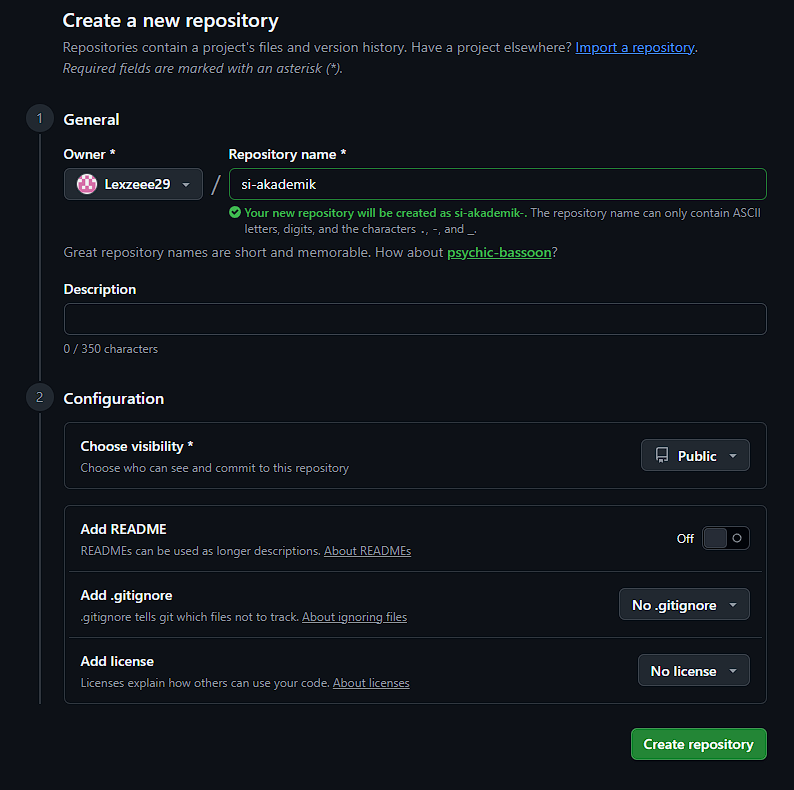 Create a new repository
Repositories contain a project's files and version history. Have a project elsewhere? Import a repository.
Required fields are marked with an asterisk (*).
1
General
Owner *
Repository name *
Lexzeee29
/
si-akademik
Your new repository will be created as si-akademik-. The repository name can only contain ASCII
letters, digits, and the characters ., -, and _.
Great repository names are short and memorable. How about psychic-bassoon?
Description
0 / 350 characters
2
Configuration
Choose visibility *
Choose who can see and commit to this repository
Public
Add README
READMEs can be used as longer descriptions. About READMEs
Off
Add .gitignore
.gitignore tells git which files not to track. About ignoring files
No .gitignore
Add license
Licenses explain how others can use your code. About licenses
No license
Create repository